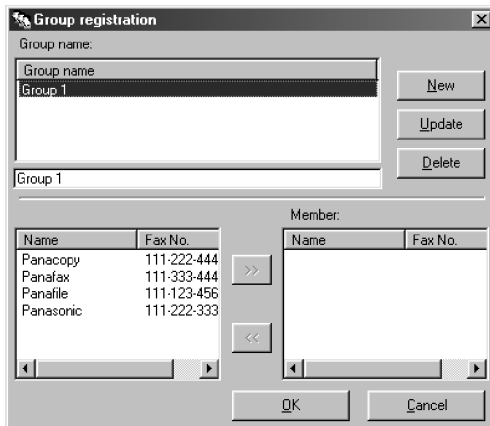 Group registration
Group name:
Group name
Group 1
New
Update
Delete
Group 1
Member:
Name Fax No.
Panacopy 111-222-444
Panafax 111-333-444
Panafile 111-123-456
Panasonic 111-222-333
>>
<<
Name Fax No.
OK
Cancel